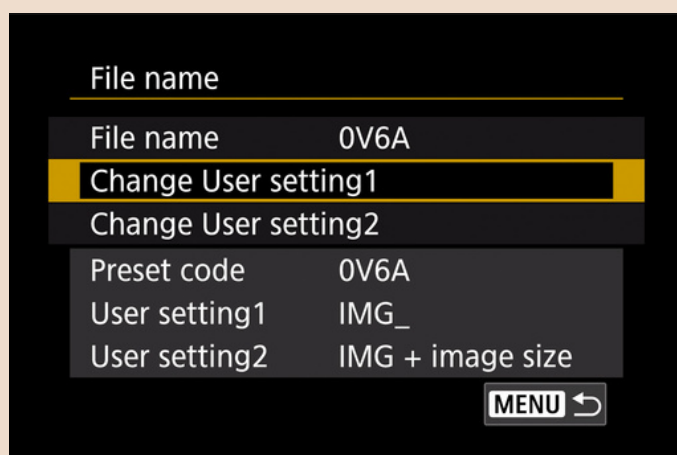 File name
File name 0V6A
Change User setting1
Change User setting2
Preset code 0V6A
User setting1 IMG_
User setting2 IMG + image size
MENU